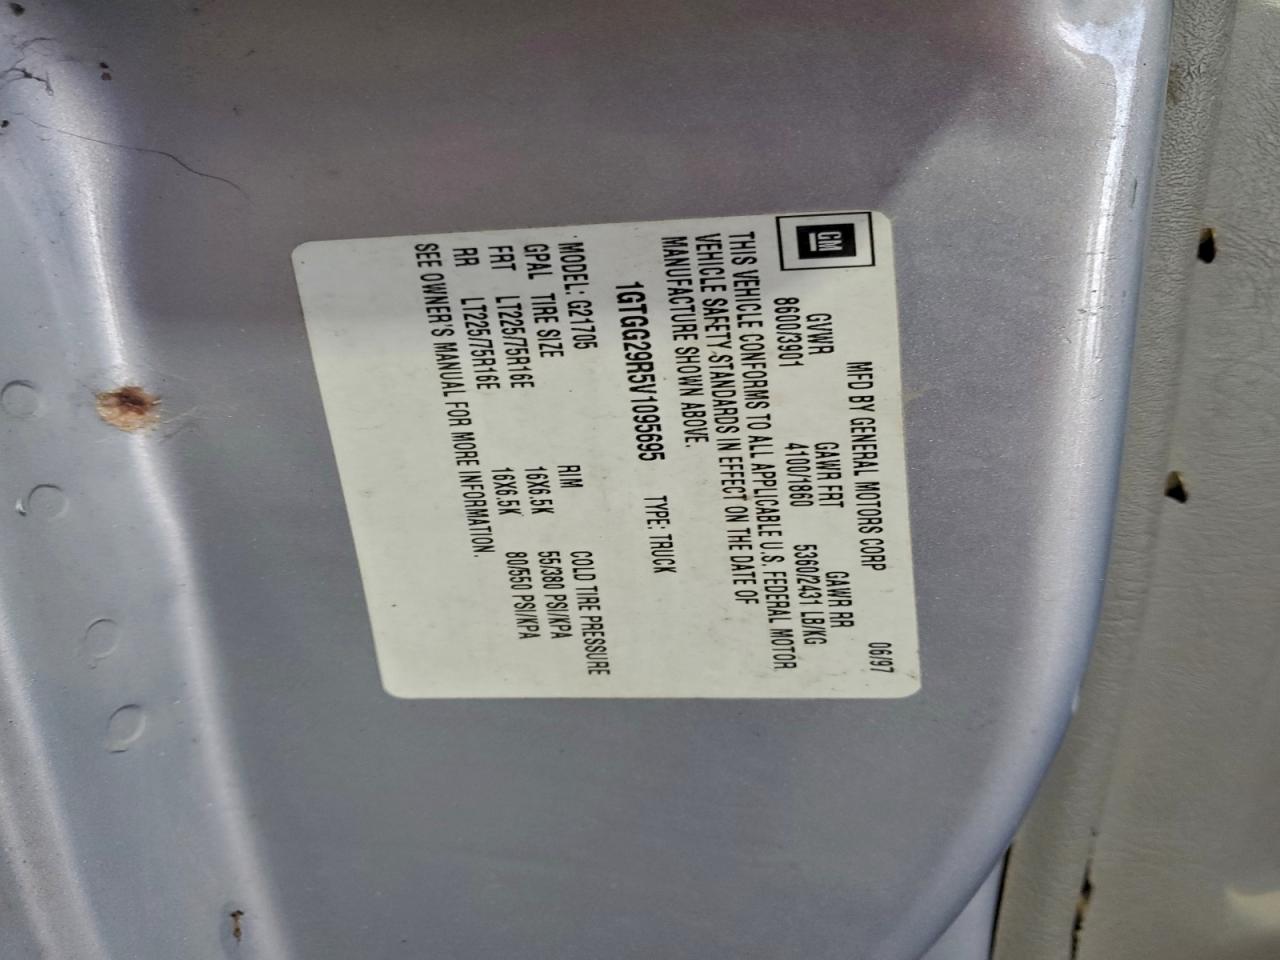 GM
MFD BY GENERAL MOTORS CORP 06/97
GVWR GAWR FRT GAWR RR
8600/3901 4100/1860 5360/2431 LB/KG
THIS VEHICLE CONFORMS TO ALL APPLICABLE U.S. FEDERAL MOTOR
VEHICLE SAFETY STANDARDS IN EFFECT ON THE DATE OF
MANUFACTURE SHOWN ABOVE.
1GTGG29R5V1095695 TYPE: TRUCK
MODEL: G21705
GPAL TIRE SIZE RIM COLD TIRE PRESSURE
FRT LT225/75R16E 16X6.5K 55/380 PSI/KPA
RR LT225/75R16E 16X6.5K 80/550 PSI/KPA
SEE OWNER'S MANUAL FOR MORE INFORMATION.